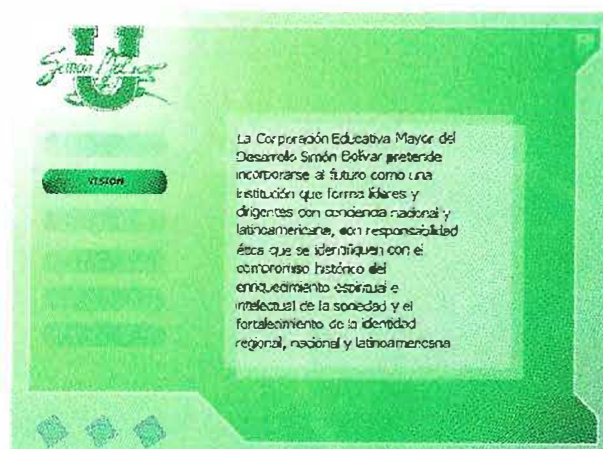 Simón Bolívar
U
VISION
La Corporación Educativa Mayor del
Desarrollo Simón Bolívar pretende
incorporarse al futuro como una
institución que forma líderes y
dirigentes con conciencia nacional y
latinoamericana, con responsabilidad
ética que se identifiquen con el
compromiso histórico del
enriquecimiento espiritual e
intelectual de la sociedad y el
fortalecimiento de la identidad
regional, nacional y latinoamericana